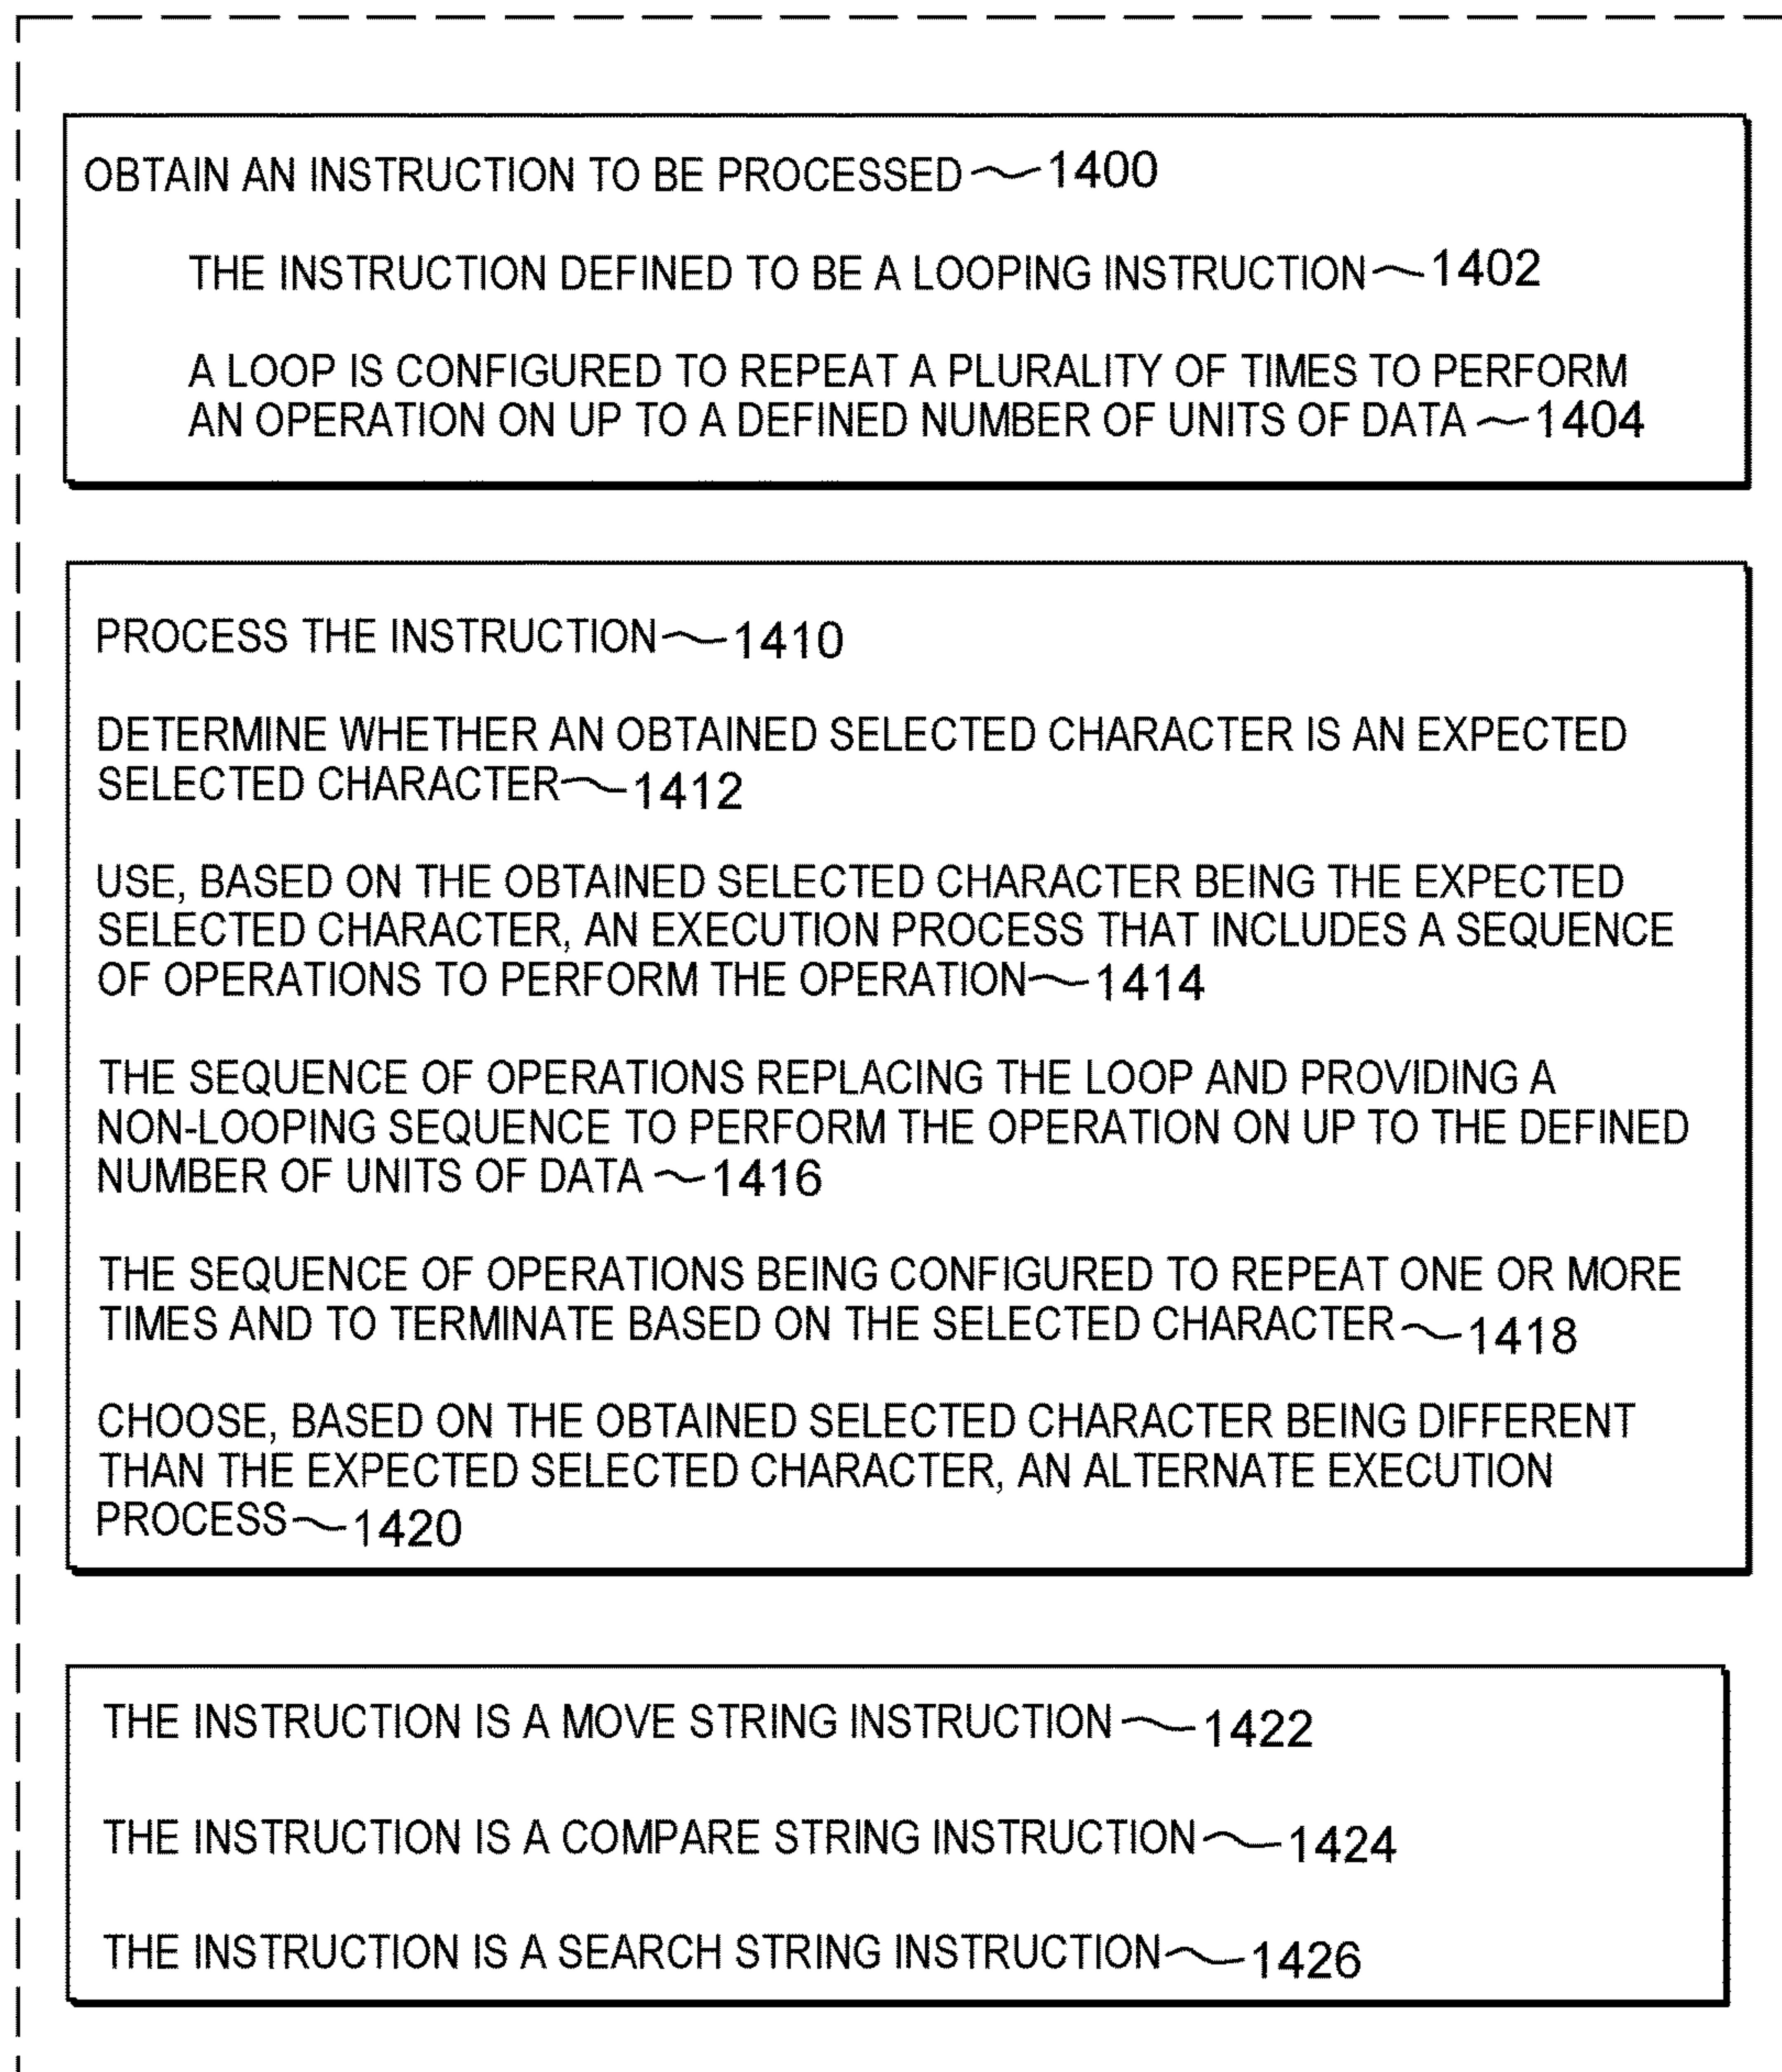 OBTAIN AN INSTRUCTION TO BE PROCESSED 1400
THE INSTRUCTION DEFINED TO BE A LOOPING INSTRUCTION 1402
A LOOP IS CONFIGURED TO REPEAT A PLURALITY OF TIMES TO PERFORM
AN OPERATION ON UP TO A DEFINED NUMBER OF UNITS OF DATA 1404
PROCESS THE INSTRUCTION 1410
DETERMINE WHETHER AN OBTAINED SELECTED CHARACTER IS AN EXPECTED
SELECTED CHARACTER 1412
USE, BASED ON THE OBTAINED SELECTED CHARACTER BEING THE EXPECTED
SELECTED CHARACTER, AN EXECUTION PROCESS THAT INCLUDES A SEQUENCE
OF OPERATIONS TO PERFORM THE OPERATION 1414
THE SEQUENCE OF OPERATIONS REPLACING THE LOOP AND PROVIDING A
NON-LOOPING SEQUENCE TO PERFORM THE OPERATION ON UP TO THE DEFINED
NUMBER OF UNITS OF DATA 1416
THE SEQUENCE OF OPERATIONS BEING CONFIGURED TO REPEAT ONE OR MORE
TIMES AND TO TERMINATE BASED ON THE SELECTED CHARACTER 1418
CHOOSE, BASED ON THE OBTAINED SELECTED CHARACTER BEING DIFFERENT
THAN THE EXPECTED SELECTED CHARACTER, AN ALTERNATE EXECUTION
PROCESS 1420
THE INSTRUCTION IS A MOVE STRING INSTRUCTION 1422
THE INSTRUCTION IS A COMPARE STRING INSTRUCTION 1424
THE INSTRUCTION IS A SEARCH STRING INSTRUCTION 1426